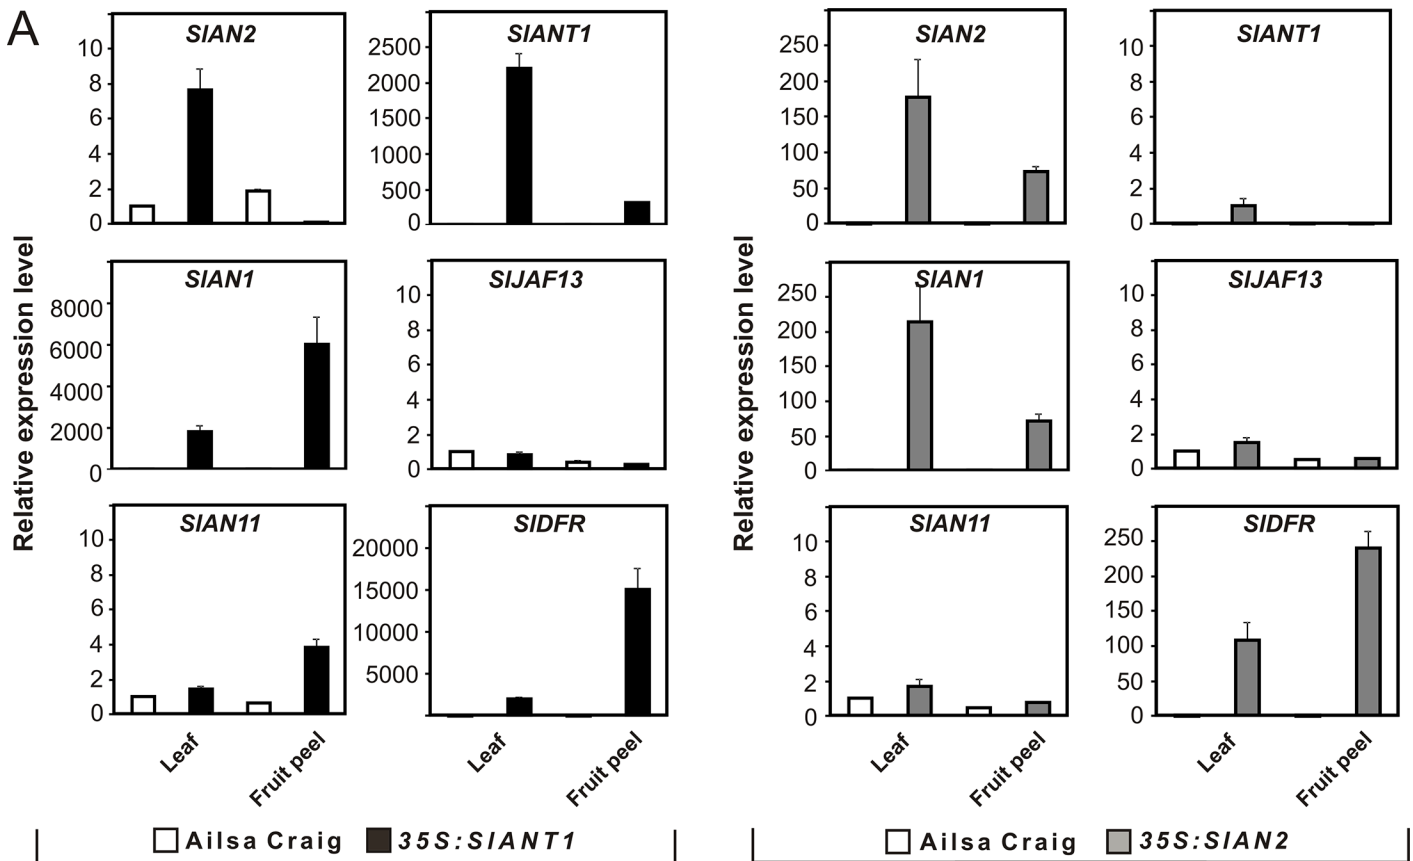 A
SlAN2
10
8
6
4
2
0
SlANT1
2500
2000
1500
1000
500
0
SlAN2
250
200
150
100
50
0
SlANT1
10
8
6
4
2
0
Relative expression level
SlAN1
8000
6000
4000
2000
0
SlJAF13
10
8
6
4
2
0
Relative expression level
SlAN1
250
200
150
100
50
0
SlJAF13
10
8
6
4
2
0
SlAN11
10
8
6
4
2
0
SlDFR
20000
15000
10000
5000
SlAN11
10
8
6
4
2
0
SlDFR
250
200
150
100
50
0
Leaf
Fruit peel
Leaf
Fruit peel
Leaf
Fruit peel
Leaf
Fruit peel
Ailsa Craig 35S:SlANT1
Ailsa Craig 35S:SlAN2